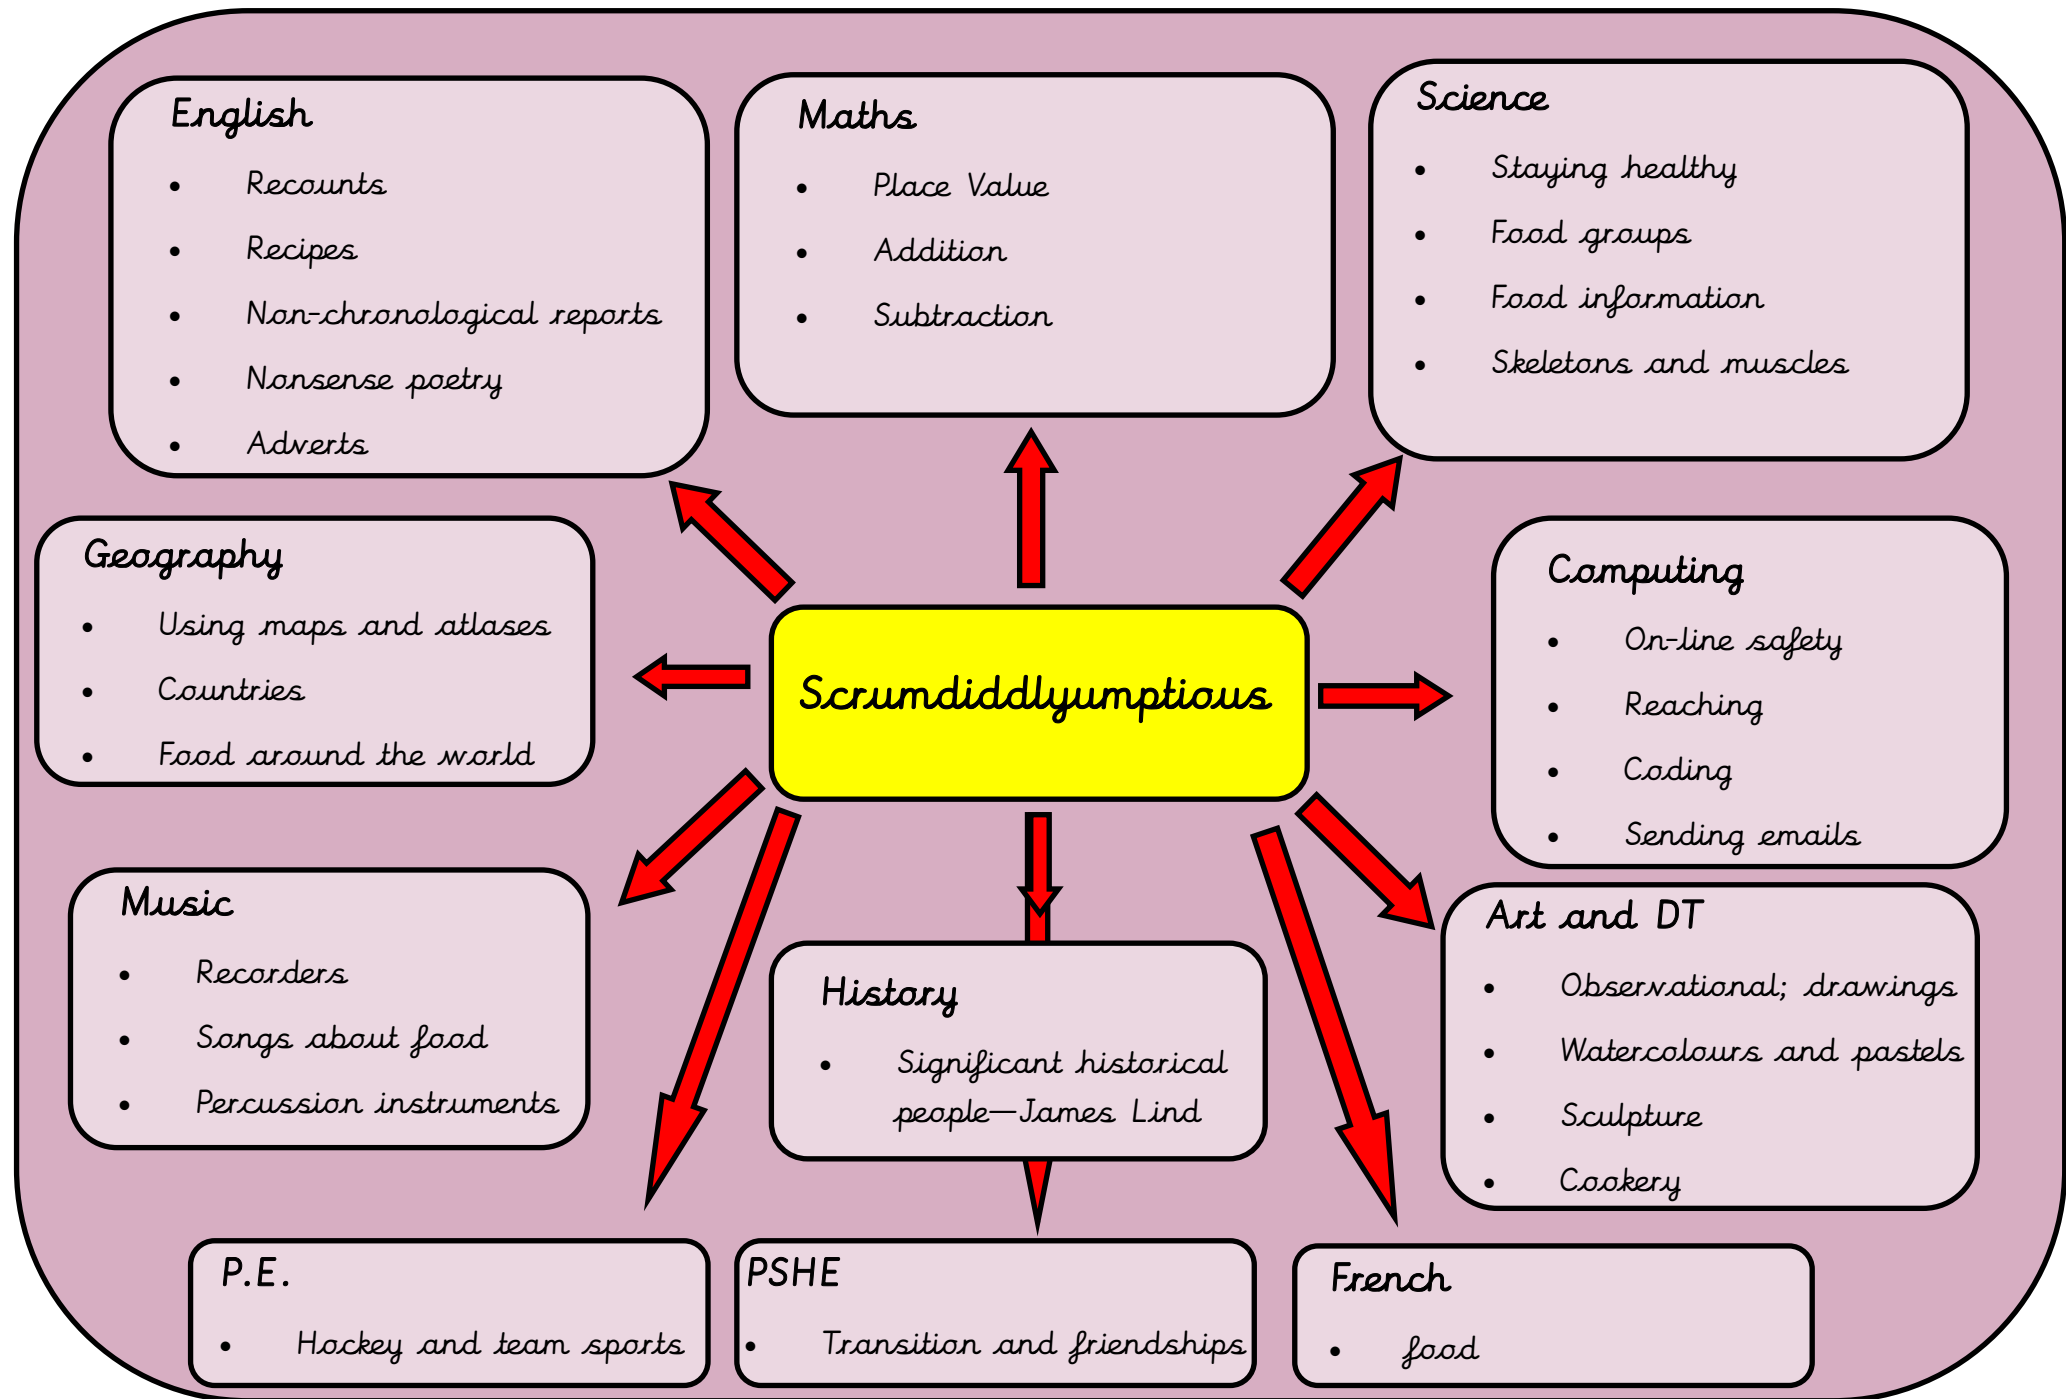 English
• Recounts
• Recipes
• Non-chronological reports
• Nonsense poetry
• Adverts
Maths
• Place Value
• Addition
• Subtraction
Science
• Staying healthy
• Food groups
• Food information
• Skeletons and muscles
Geography
• Using maps and atlases
• Countries
• Food around the world
Scrumdiddlyumptious
Computing
• On-line safety
• Reaching
• Coding
• Sending emails
Music
• Recorders
• Songs about food
• Percussion instruments
History
• Significant historical
people—James Lind
Art and DT
• Observational; drawings
• Watercolours and pastels
• Sculpture
• Cookery
P.E.
• Hockey and team sports
PSHE
• Transition and friendships
French
• food